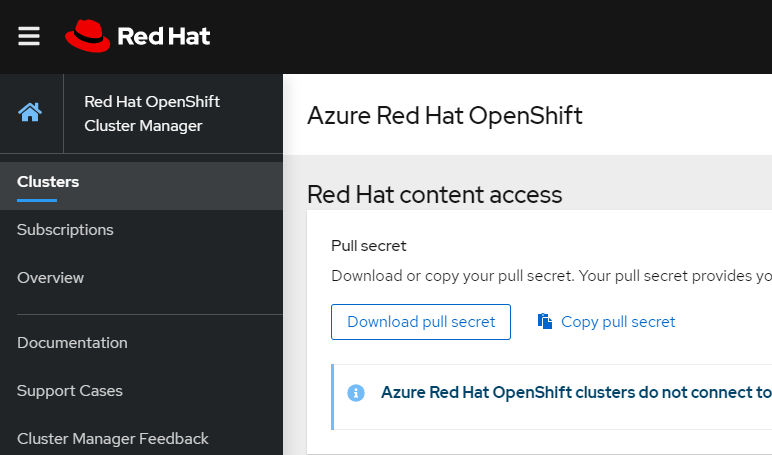 Red Hat
Red Hat OpenShift
Cluster Manager
Clusters
Subscriptions
Overview
Documentation
Support Cases
Cluster Manager Feedback
Azure Red Hat OpenShift
Red Hat content access
Pull secret
Download or copy your pull secret. Your pull secret provides yo
Download pull secret
Copy pull secret
Azure Red Hat OpenShift clusters do not connect to